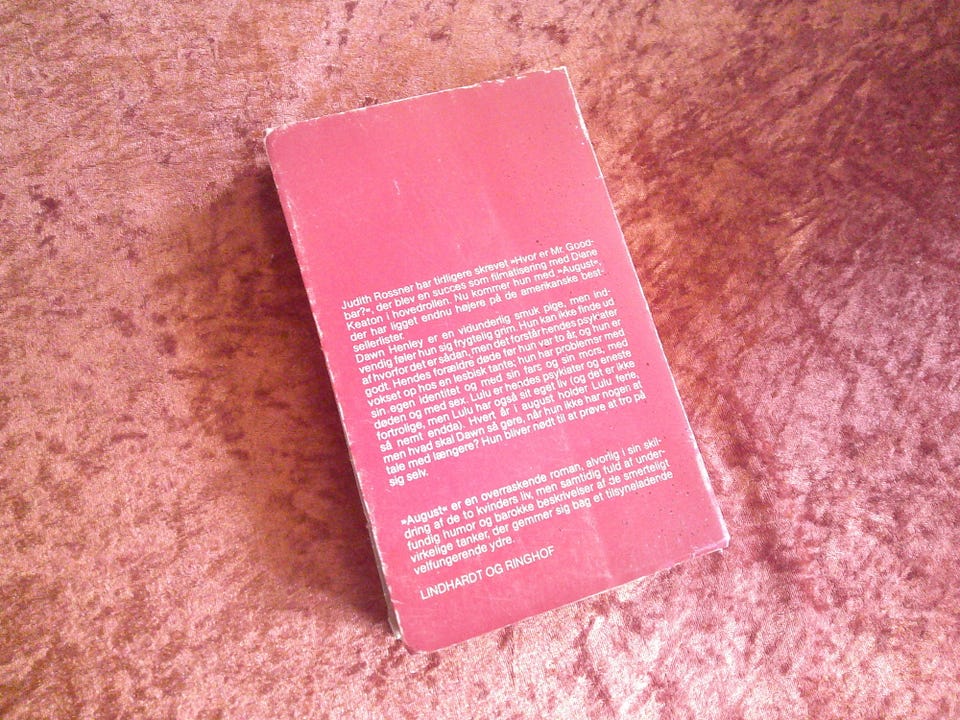 Judith Rossner har tidligere skrevet »Hvor er Mr. Good-
bar?«, der blev en succes som filmatisering med Diane
Keaton i hovedrollen. Nu kommer hun med »August«,
der har ligget endnu højere på de amerikanske best-
sellerlister.
Dawn Henley er en vidunderlig smuk pige, men ind-
vendig føler hun sig frygtelig grim. Hun kan ikke finde ud
af hvorfor det er sådan, men det forstår hendes psykiater
godt. Hendes forældre døde før hun var to år, og hun er
vokset op hos en lesbisk tante; hun har problemer med
sin egen identitet og med sin fars og sin mors, med
døden og med sex. Lulu er hendes psykiater og eneste
fortrolige, men Lulu har også sit eget liv (og det er ikke
så nemt endda). Hvert år i august holder Lulu ferie,
men hvad skal Dawn så gøre, når hun ikke har nogen at
tale med længere? Hun bliver nødt til at prøve at tro på
sig selv.
»August« er en overraskende roman, alvorlig i sin skil-
dring af de to kvinders liv, men samtidig fuld af under-
fundig humor og barokke beskrivelser af de smerteligt
virkelige tanker, der gemmer sig bag et tilsyneladende
velfungerende ydre.
LINDHARDT OG RINGHOF